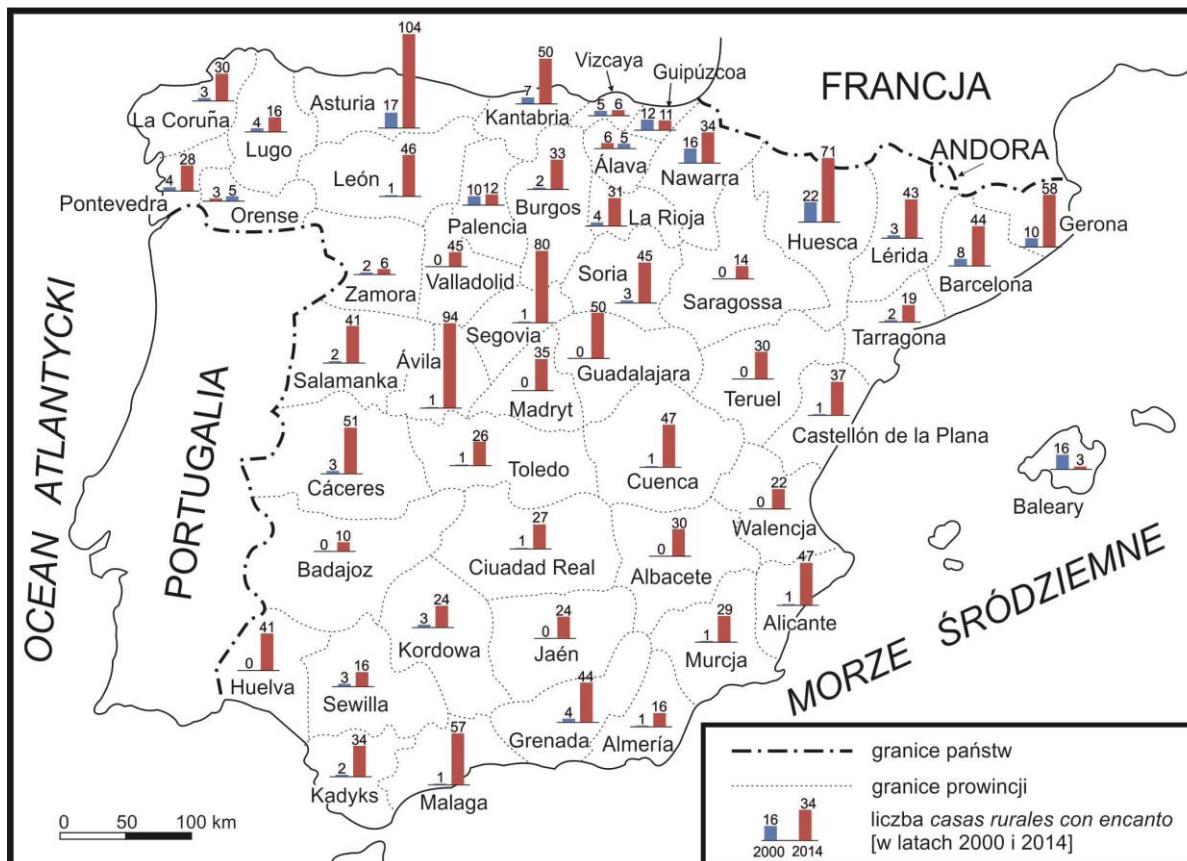 104
30
3
La Coruña
4
16
Lugo
Asturia
17
50
7
Kantabria
Vizcaya
5
6
Guipúzcoa
12
11
FRANCJA
ANDORA
28
4
Pontevedra
3
5
Orense
46
León
1
10
12
Palencia
33
2
Burgos
6
5
Álava
34
16
Nawarra
31
4
La Rioja
71
22
Huesca
43
3
Lérida
44
8
Barcelona
58
10
Gerona
2
6
Zamora
45
0
Valladolid
80
1
Segovia
45
Soria
3
14
0
Saragossa
19
2
Tarragona
41
2
Salamanka
94
Ávila
1
35
0
Madryt
50
0
Guadalajara
30
0
Teruel
37
1
Castellón de la Plana
OCEAN ATLANTYCKI
PORTUGALIA
51
3
Cáceres
26
1
Toledo
47
1
Cuenca
22
0
Walencja
16
3
Baleary
10
0
Badajoz
27
1
Ciuadad Real
30
0
Albacete
47
1
Alicante
MORZE ŚRÓDZIEMNE
41
0
Huelva
24
3
Kordowa
24
0
Jaén
29
1
Murcja
16
3
Sewilla
44
4
Grenada
16
1
Almería
34
2
Kadyks
57
1
Malaga
0 50 100 km
granice państw
granice prowincji
16
34
2000 2014
liczba casas rurales con encanto
[w latach 2000 i 2014]